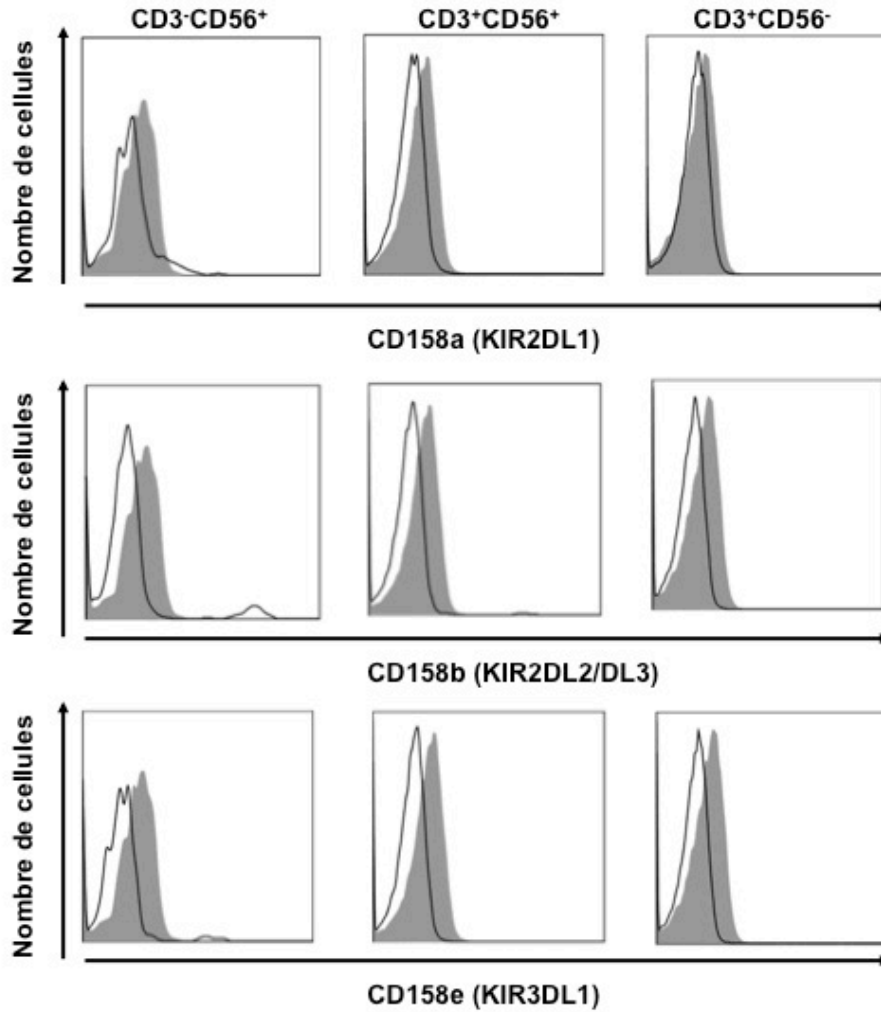 CD3⁻CD56⁺ CD3⁺CD56⁺ CD3⁺CD56⁻
Nombre de cellules
CD158a (KIR2DL1)
Nombre de cellules
CD158b (KIR2DL2/DL3)
Nombre de cellules
CD158e (KIR3DL1)